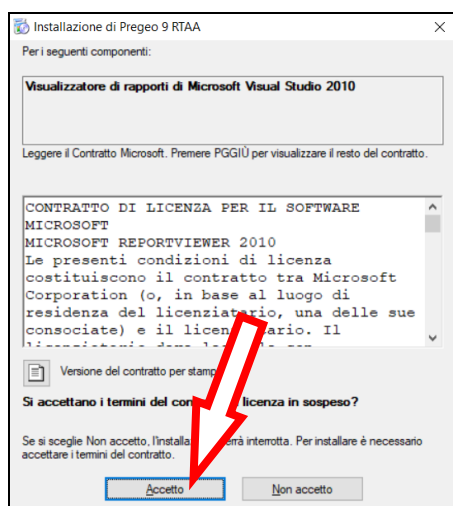 Installazione di Pregeo 9 RTAA
Per i seguenti componenti:
Visualizzatore di rapporti di Microsoft Visual Studio 2010
Leggere il Contratto Microsoft. Premere PGGIÙ per visualizzare il resto del contratto.
CONTRATTO DI LICENZA PER IL SOFTWARE
MICROSOFT
MICROSOFT REPORTVIEWER 2010
Le presenti condizioni di licenza
costituiscono il contratto tra Microsoft
Corporation (o, in base al luogo di
residenza del licenziatario, una delle sue
consociate) e il licenziatario. Il
Versione del contratto per stamp
Si accettano i termini del con licenza in sospeso?
Se si sceglie Non accetto, l'installa verrà interrotta. Per installare è necessario
accettare i termini del contratto.
Accetto Non accetto